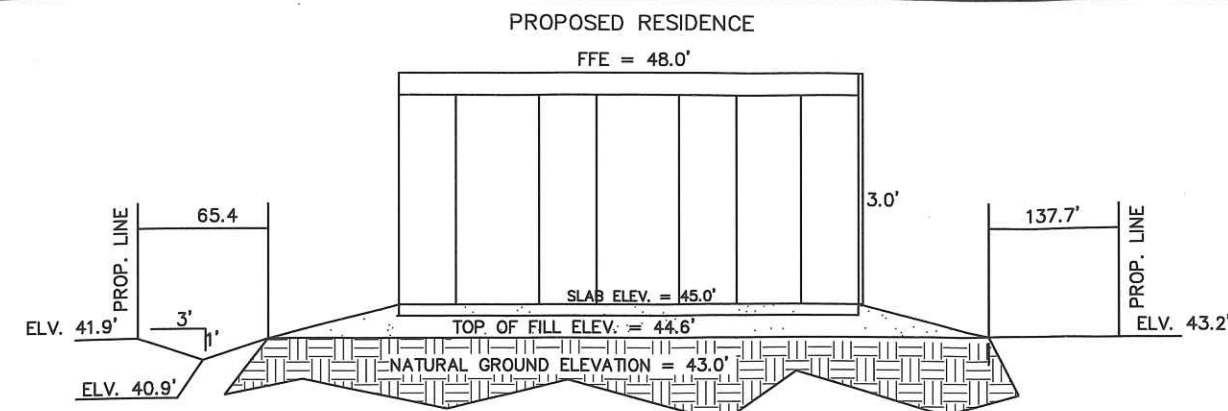 PROPOSED RESIDENCE
FFE = 48.0'
PROP. LINE
65.4
3.0'
137.7'
PROP. LINE
SLAB ELEV. = 45.0'
ELV. 41.9'
3'
1'
TOP OF FILL ELEV. = 44.6'
ELV. 43.2'
NATURAL GROUND ELEVATION = 43.0'
ELV. 40.9'